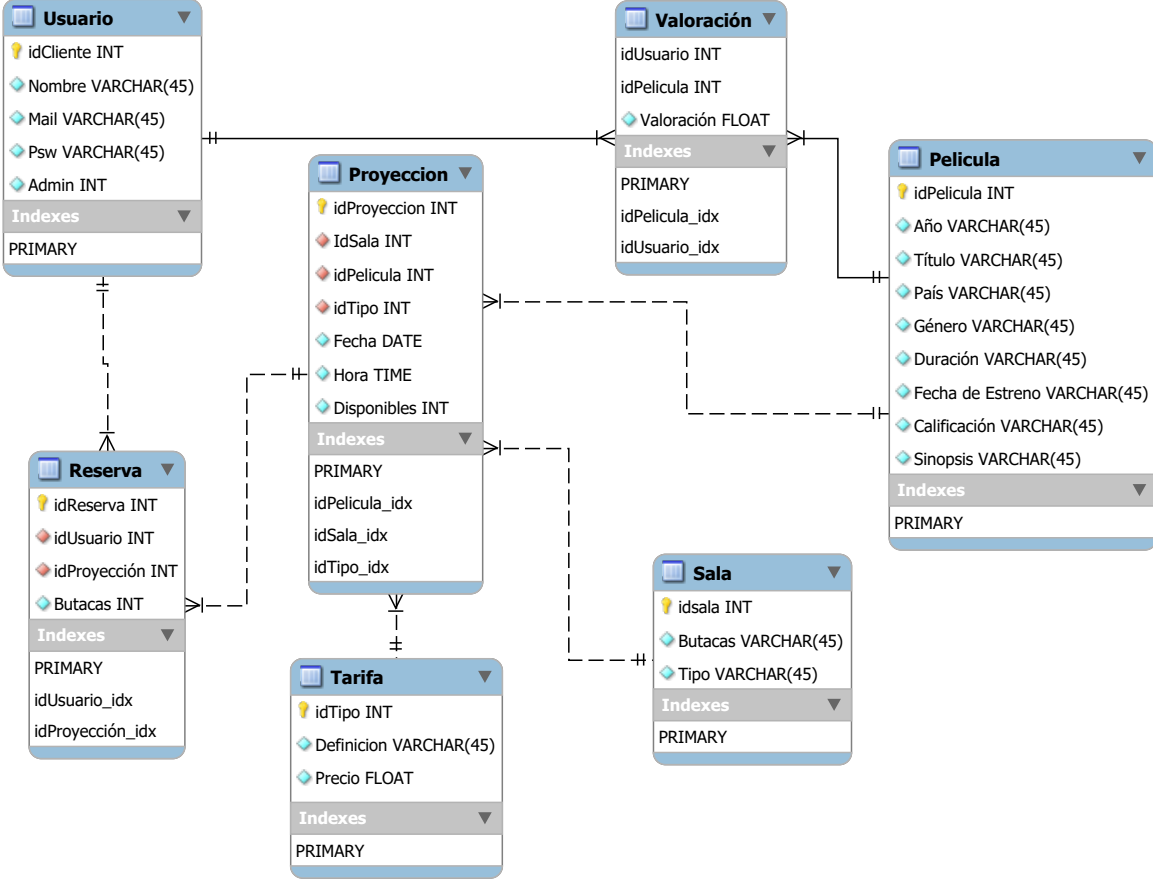 Usuario
idCliente INT
Nombre VARCHAR(45)
Mail VARCHAR(45)
Psw VARCHAR(45)
Admin INT
Indexes
PRIMARY
Valoración
idUsuario INT
idPelicula INT
Valoración FLOAT
Indexes
PRIMARY
idPelicula_idx
idUsuario_idx
Proyeccion
idProyeccion INT
IdSala INT
idPelicula INT
idTipo INT
Fecha DATE
Hora TIME
Disponibles INT
Indexes
PRIMARY
idPelicula_idx
idSala_idx
idTipo_idx
Pelicula
idPelicula INT
Año VARCHAR(45)
Título VARCHAR(45)
País VARCHAR(45)
Género VARCHAR(45)
Duración VARCHAR(45)
Fecha de Estreno VARCHAR(45)
Calificación VARCHAR(45)
Sinopsis VARCHAR(45)
Indexes
PRIMARY
Reserva
idReserva INT
idUsuario INT
idProyección INT
Butacas INT
Indexes
PRIMARY
idUsuario_idx
idProyección_idx
Tarifa
idTipo INT
Definicion VARCHAR(45)
Precio FLOAT
Indexes
PRIMARY
Sala
idsala INT
Butacas VARCHAR(45)
Tipo VARCHAR(45)
Indexes
PRIMARY